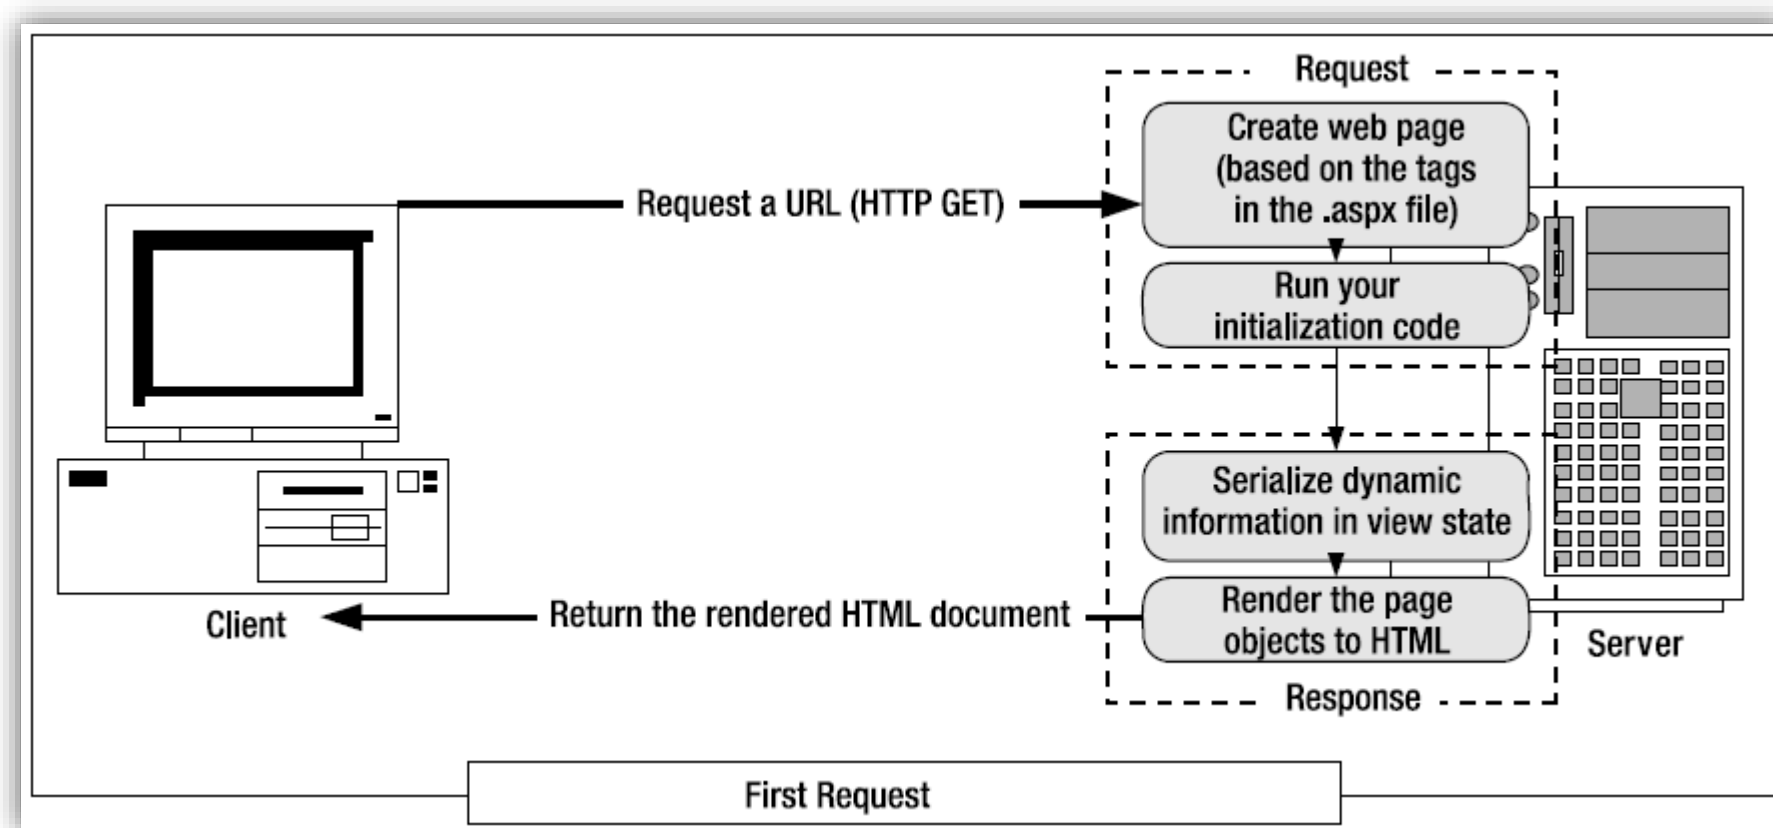 Request
Create web page
(based on the tags
in the .aspx file)
Request a URL (HTTP GET)
Run your
initialization code
Serialize dynamic
information in view state
Render the page
objects to HTML
Return the rendered HTML document
Client
Server
Response
First Request